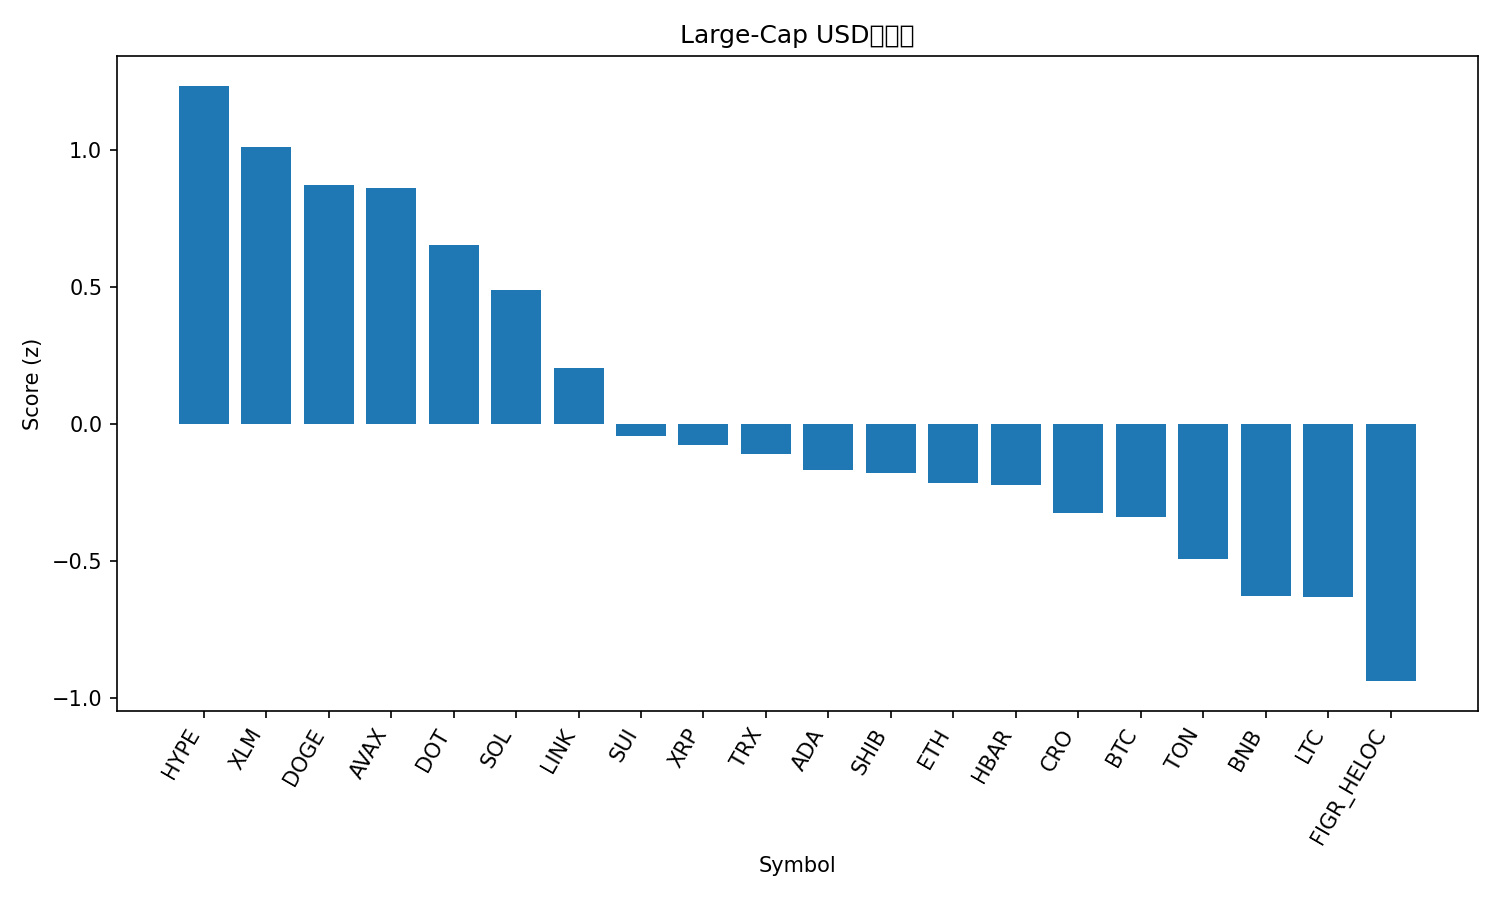 Large-Cap USD
Score (z)
1.0
0.5
0.0
−0.5
−1.0
HYPE
XLM
DOGE
AVAX
DOT
SOL
LINK
SUI
XRP
TRX
ADA
SHIB
ETH
HBAR
CRO
BTC
TON
BNB
LTC
FIGR_HELOC
Symbol